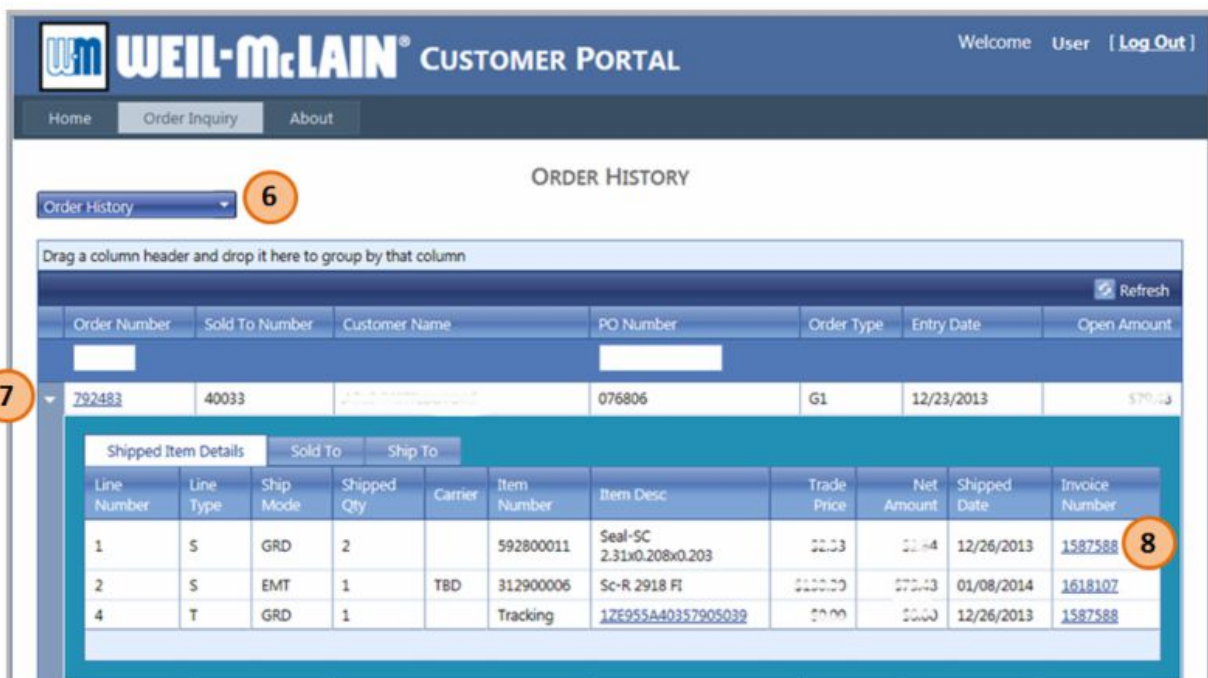 WM WEIL-McLAIN® CUSTOMER PORTAL Welcome User [ Log Out ]
Home Order Inquiry About
ORDER HISTORY
Order History 6
Drag a column header and drop it here to group by that column
Refresh
Order Number Sold To Number Customer Name PO Number Order Type Entry Date Open Amount
7 792483 40033 076806 G1 12/23/2013
Shipped Item Details Sold To Ship To
Line Number Line Type Ship Mode Shipped Qty Carrier Item Number Item Desc Trade Price Net Amount Shipped Date Invoice Number
1 S GRD 2 592800011 Seal-SC 2.31x0.208x0.203 12/26/2013 1587588 8
2 S EMT 1 TBD 312900006 Sc-R 2918 FI 01/08/2014 1618107
4 T GRD 1 Tracking 1ZE955A40357905039 12/26/2013 1587588